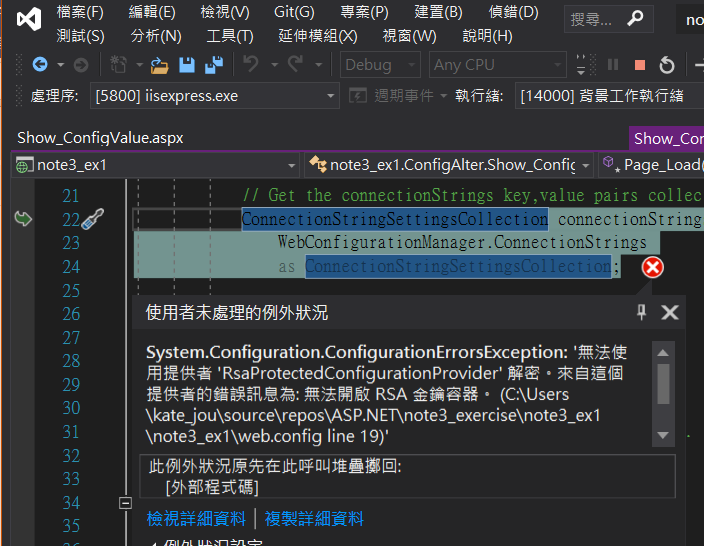 檔案(F) 編輯(E) 檢視(V) Git(G) 專案(P) 建置(B) 偵錯(D)
搜尋... no
測試(S) 分析(N) 工具(T) 延伸模組(X) 視窗(W) 說明(H)
Debug Any CPU
處理序: [5800] iisexpress.exe 週期事件 執行緒: [14000] 背景工作執行緒
Show_ConfigValue.aspx Show_Cor
note3_ex1 note3_ex1.ConfigAlter.Show_Config Page_Load(
21 // Get the connectionStrings key,value pairs collec
22 ConnectionStringSettingsCollection connectionString
23 WebConfigurationManager.ConnectionStrings
24 as ConnectionStringSettingsCollection;
25
26 使用者未處理的例外狀況
27
28 System.Configuration.ConfigurationErrorsException: '無法使
29 用提供者 'RsaProtectedConfigurationProvider' 解密。來自這個
30 提供者的錯誤訊息為: 無法開啟 RSA 金鑰容器。 (C:\Users
\kate_jou\source\repos\ASP.NET\note3_exercise\note3_ex1
31 \note3_ex1\web.config line 19)'
32
33 此例外狀況原先在此呼叫堆疊擲回:
34 [外部程式碼]
35 檢視詳細資料 | 複製詳細資料
例外狀況設定